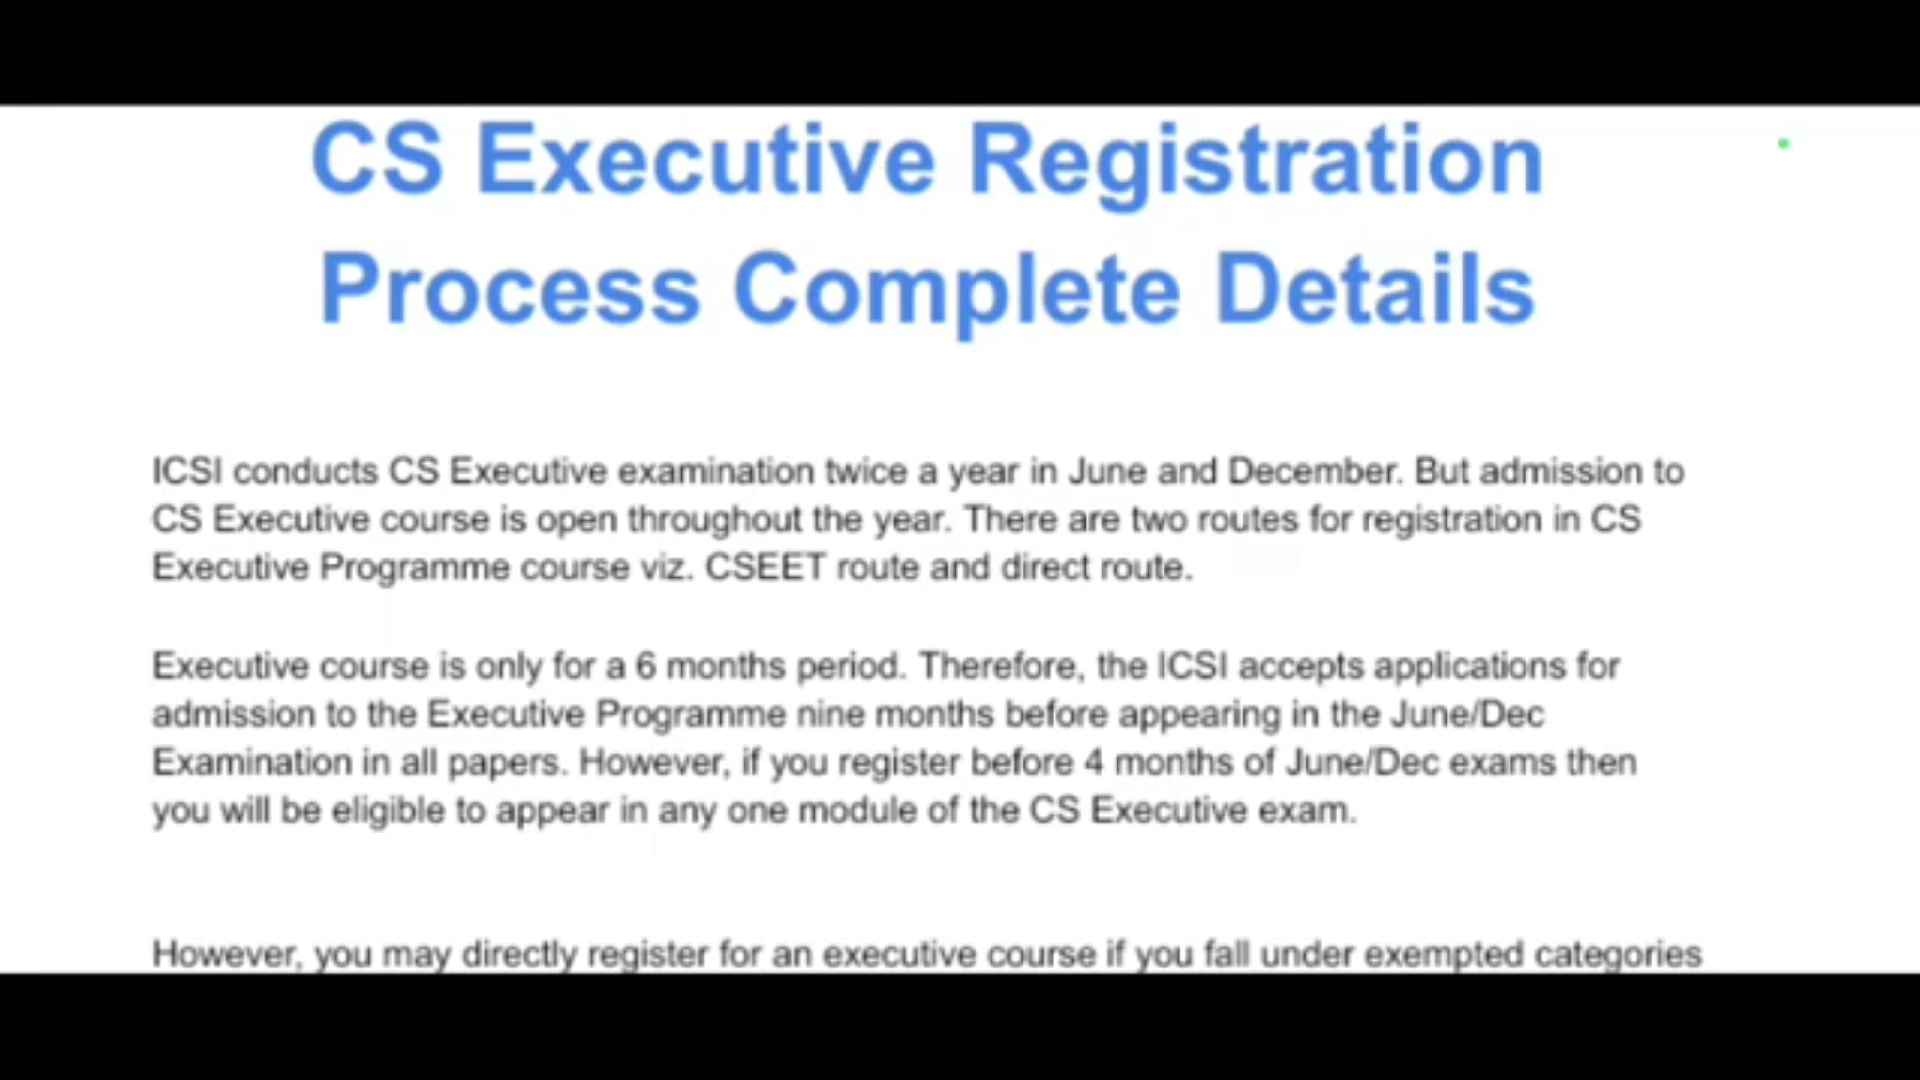 CS Executive Registration
Process Complete Details
ICSI conducts CS Executive examination twice a year in June and December. But admission to
CS Executive course is open throughout the year. There are two routes for registration in CS
Executive Programme course viz. CSEET route and direct route.
Executive course is only for a 6 months period. Therefore, the ICSI accepts applications for
admission to the Executive Programme nine months before appearing in the June/Dec
Examination in all papers. However, if you register before 4 months of June/Dec exams then
you will be eligible to appear in any one module of the CS Executive exam.
However, you may directly register for an executive course if you fall under exempted categories